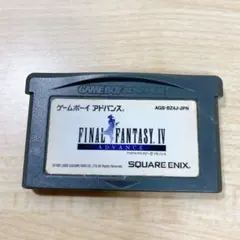 GAME BOY ADVANCE
ゲームボーイ アドバンス
AGB-BZ4J-JPN
FINAL FANTASY IV
ADVANCE
SQUARE ENIX